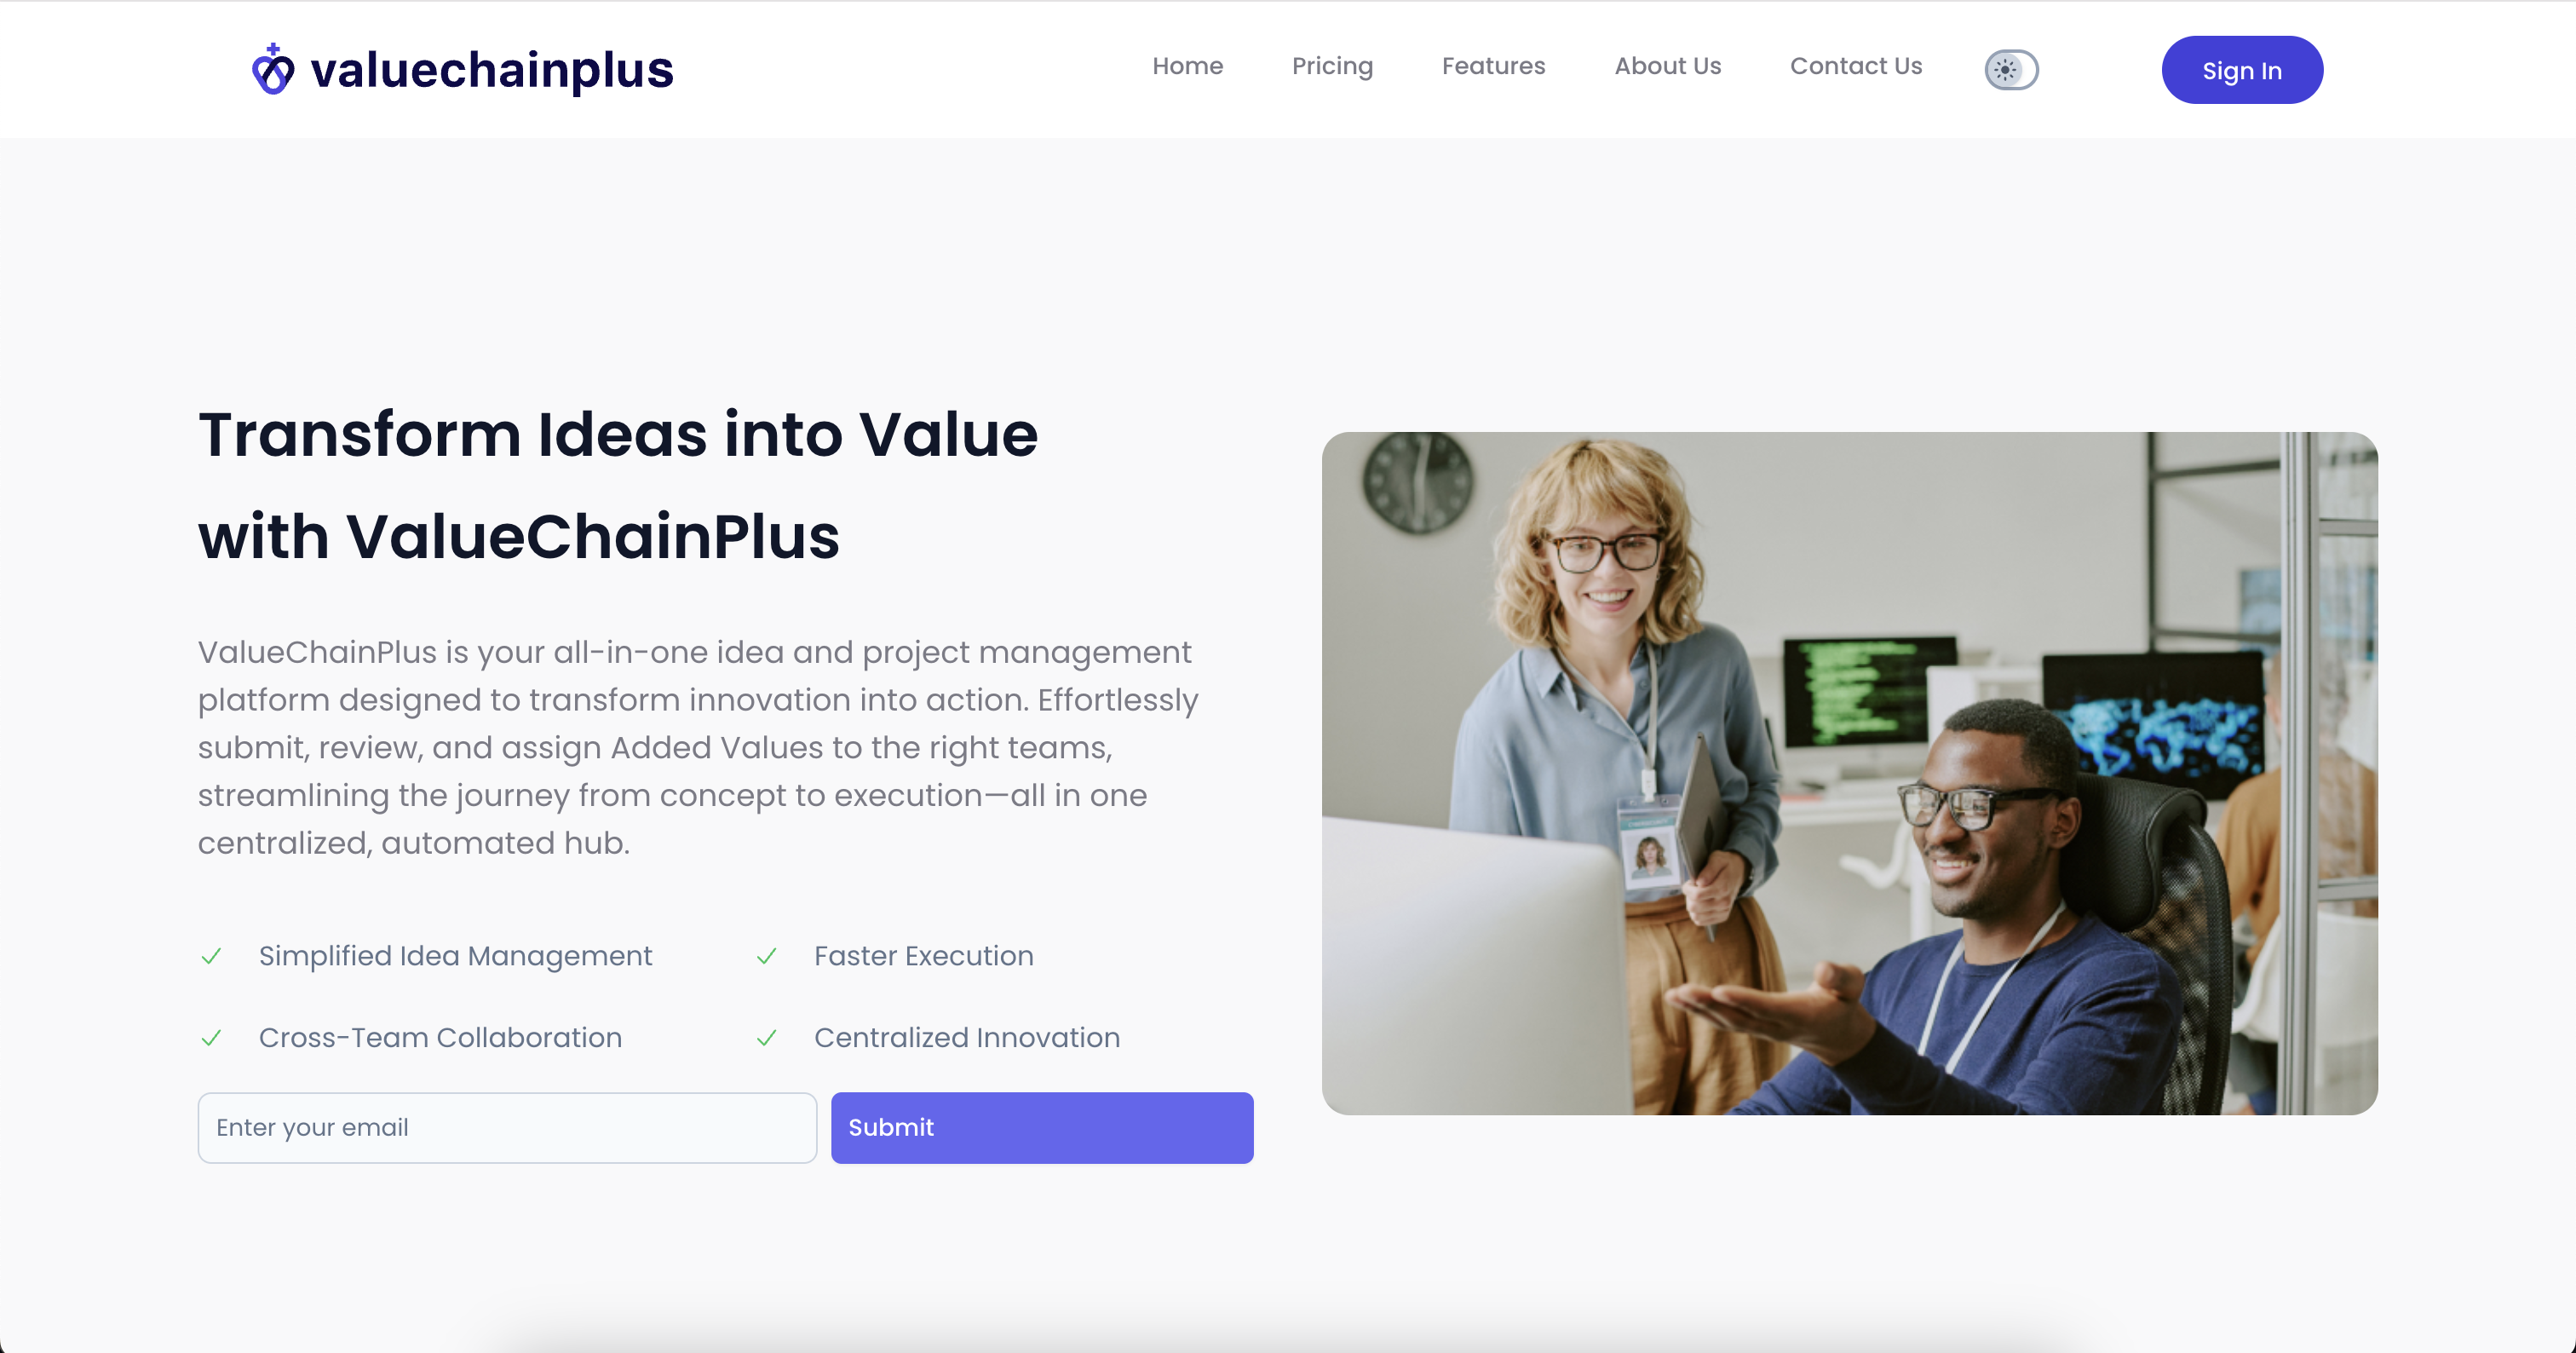 valuechainplus
Home
Pricing
Features
About Us
Contact Us
Sign In
Transform Ideas into Value
with ValueChainPlus
ValueChainPlus is your all-in-one idea and project management
platform designed to transform innovation into action. Effortlessly
submit, review, and assign Added Values to the right teams,
streamlining the journey from concept to execution—all in one
centralized, automated hub.
Simplified Idea Management
Faster Execution
Cross-Team Collaboration
Centralized Innovation
Enter your email
Submit